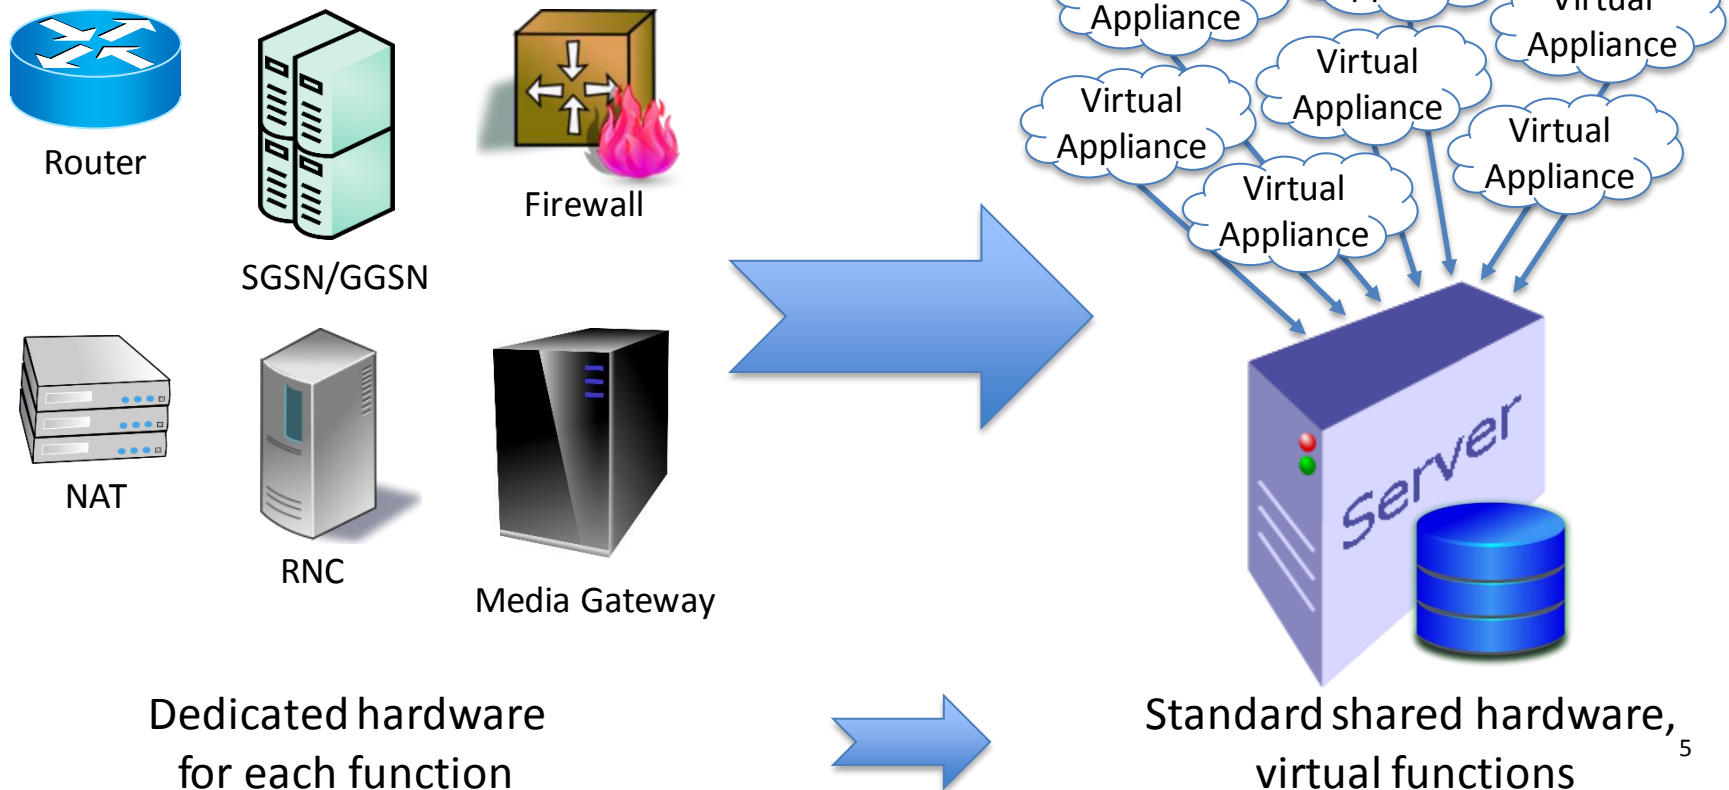 Router
SGSN/GGSN
Firewall
NAT
RNC
Media Gateway
Appliance
Virtual
Appliance
Virtual
Appliance
Virtual
Appliance
Virtual
Appliance
Virtual
Appliance
Server
Dedicated hardware
for each function
Standard shared hardware,
virtual functions
5